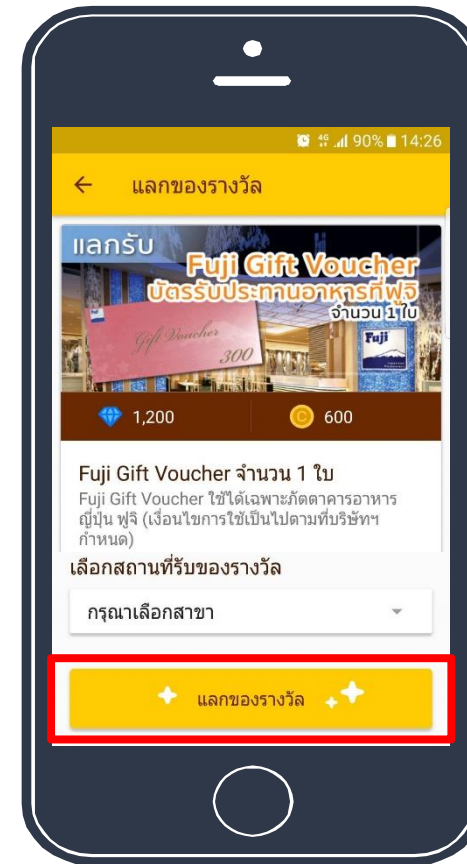 4G 90% 14:26
← แลกของรางวัล
แลกรับ
Fuji Gift Voucher
บัตรรับประทานอาหารที่ฟูจิ
จำนวน 1 ใบ
Gift Voucher
300
Fuji
1,200
C 600
Fuji Gift Voucher จำนวน 1 ใบ
Fuji Gift Voucher ใช้ได้เฉพาะภัตตาคารอาหาร
ญี่ปุ่น ฟูจิ (เงื่อนไขการใช้เป็นไปตามที่บริษัทฯ
กำหนด)
เลือกสถานที่รับของรางวัล
กรุณาเลือกสาขา
แลกของรางวัล